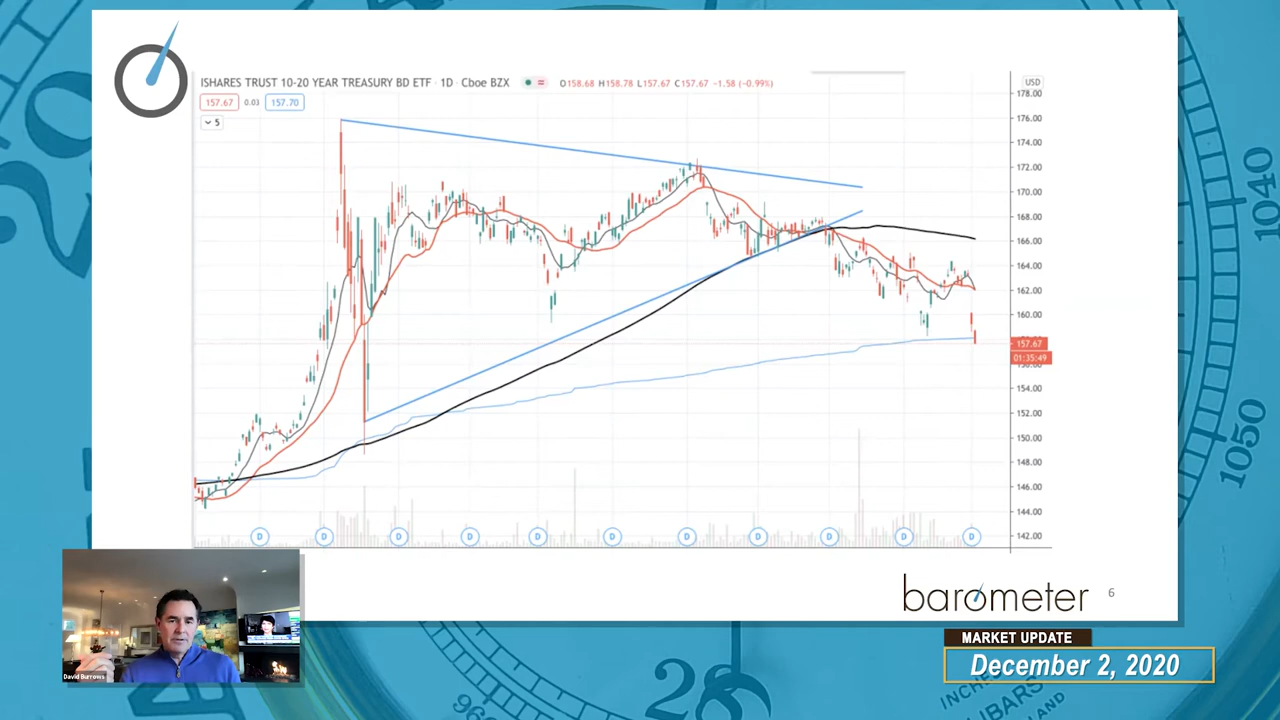 ISHARES TRUST 10-20 YEAR TREASURY BD ETF · 1D · Cboe BZX
O158.68 H158.78 L157.67 C157.67 -1.58 (-0.99%)
USD
157.67 0.03 157.70
5
178.00
176.00
174.00
172.00
170.00
168.00
166.00
164.00
162.00
160.00
157.67
01:35:49
154.00
152.00
150.00
148.00
146.00
144.00
142.00
D D D D D D D D D D D
barometer
6
David Burrows
MARKET UPDATE
December 2, 2020
1040
1050
28
960